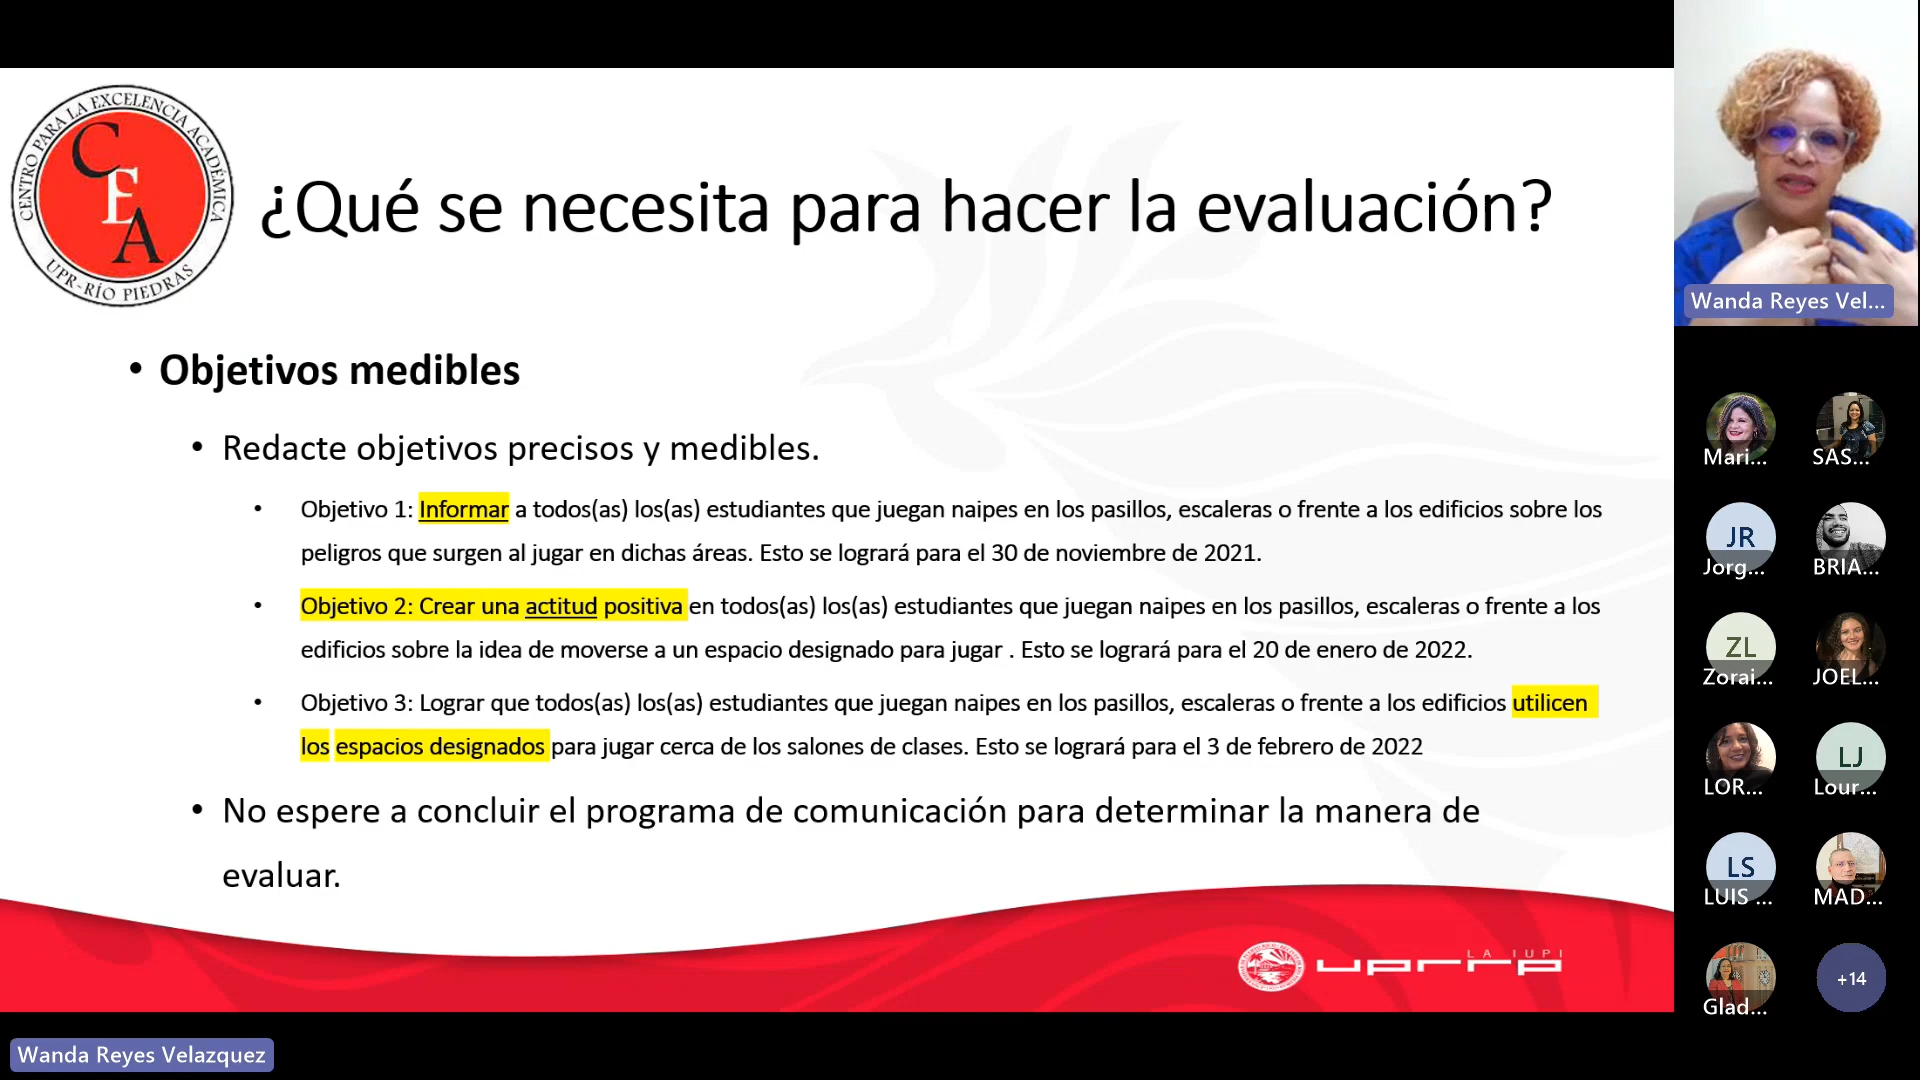 CENTRO PARA LA EXCELENCIA ACADÉMICA
CEA
UPR-RÍO PIEDRAS
¿Qué se necesita para hacer la evaluación?
• Objetivos medibles
• Redacte objetivos precisos y medibles.
• Objetivo 1: Informar a todos(as) los(as) estudiantes que juegan naipes en los pasillos, escaleras o frente a los edificios sobre los
peligros que surgen al jugar en dichas áreas. Esto se logrará para el 30 de noviembre de 2021.
• Objetivo 2: Crear una actitud positiva en todos(as) los(as) estudiantes que juegan naipes en los pasillos, escaleras o frente a los
edificios sobre la idea de moverse a un espacio designado para jugar . Esto se logrará para el 20 de enero de 2022.
• Objetivo 3: Lograr que todos(as) los(as) estudiantes que juegan naipes en los pasillos, escaleras o frente a los edificios utilicen
los espacios designados para jugar cerca de los salones de clases. Esto se logrará para el 3 de febrero de 2022
• No espere a concluir el programa de comunicación para determinar la manera de
evaluar.
LA IUPI
uprrp
Wanda Reyes Velazquez
Wanda Reyes Vel...
Mari...
SAS...
JR
Jorg...
BRIA...
ZL
Zorai...
JOEL...
LOR...
LJ
Lour...
LS
LUIS ...
MAD...
Glad...
+14